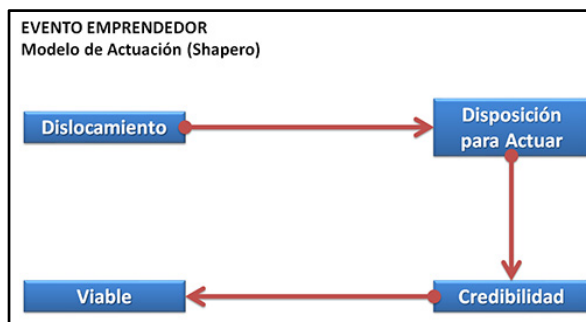 EVENTO EMPRENDEDOR
Modelo de Actuación (Shapero)
Dislocamiento
Disposición
para Actuar
Viable
Credibilidad